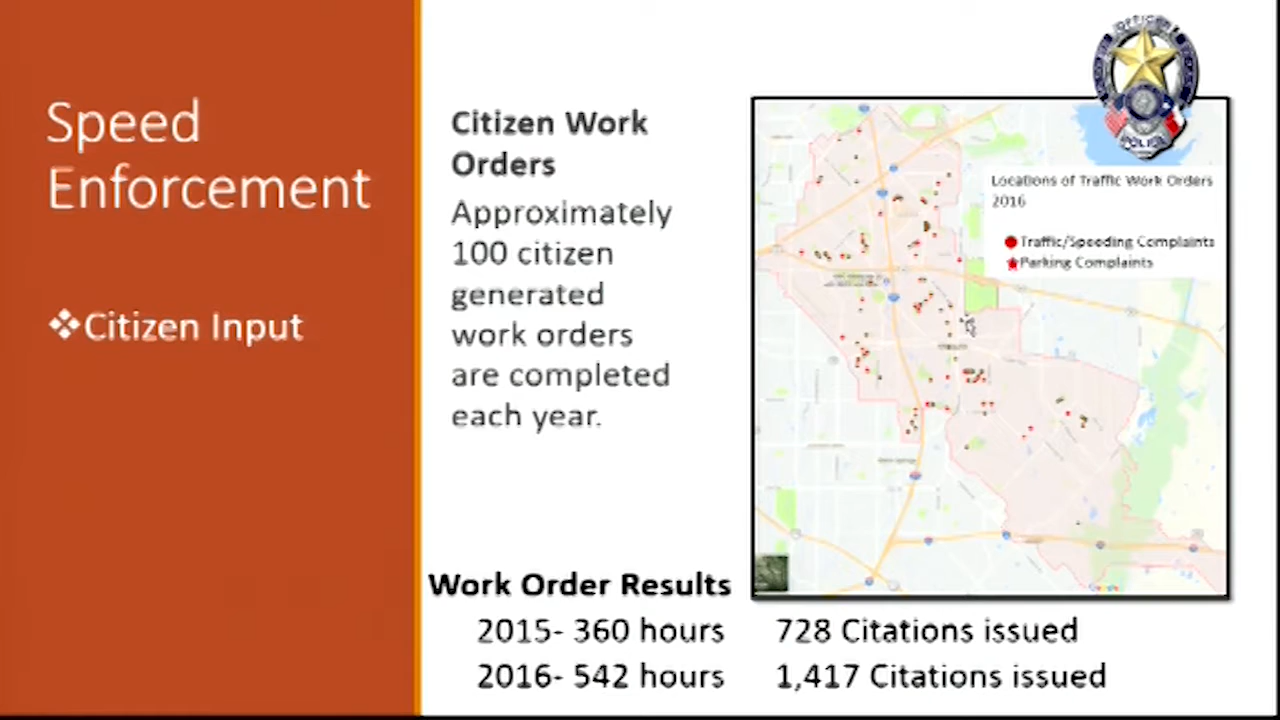 Speed
Enforcement
❖Citizen Input
Citizen Work
Orders
Approximately
100 citizen
generated
work orders
are completed
each year.
OFFICER
POLICE
Locations of Traffic Work Orders
2016
Traffic/Speeding Complaints
Parking Complaints
Work Order Results
2015- 360 hours 728 Citations issued
2016- 542 hours 1,417 Citations issued